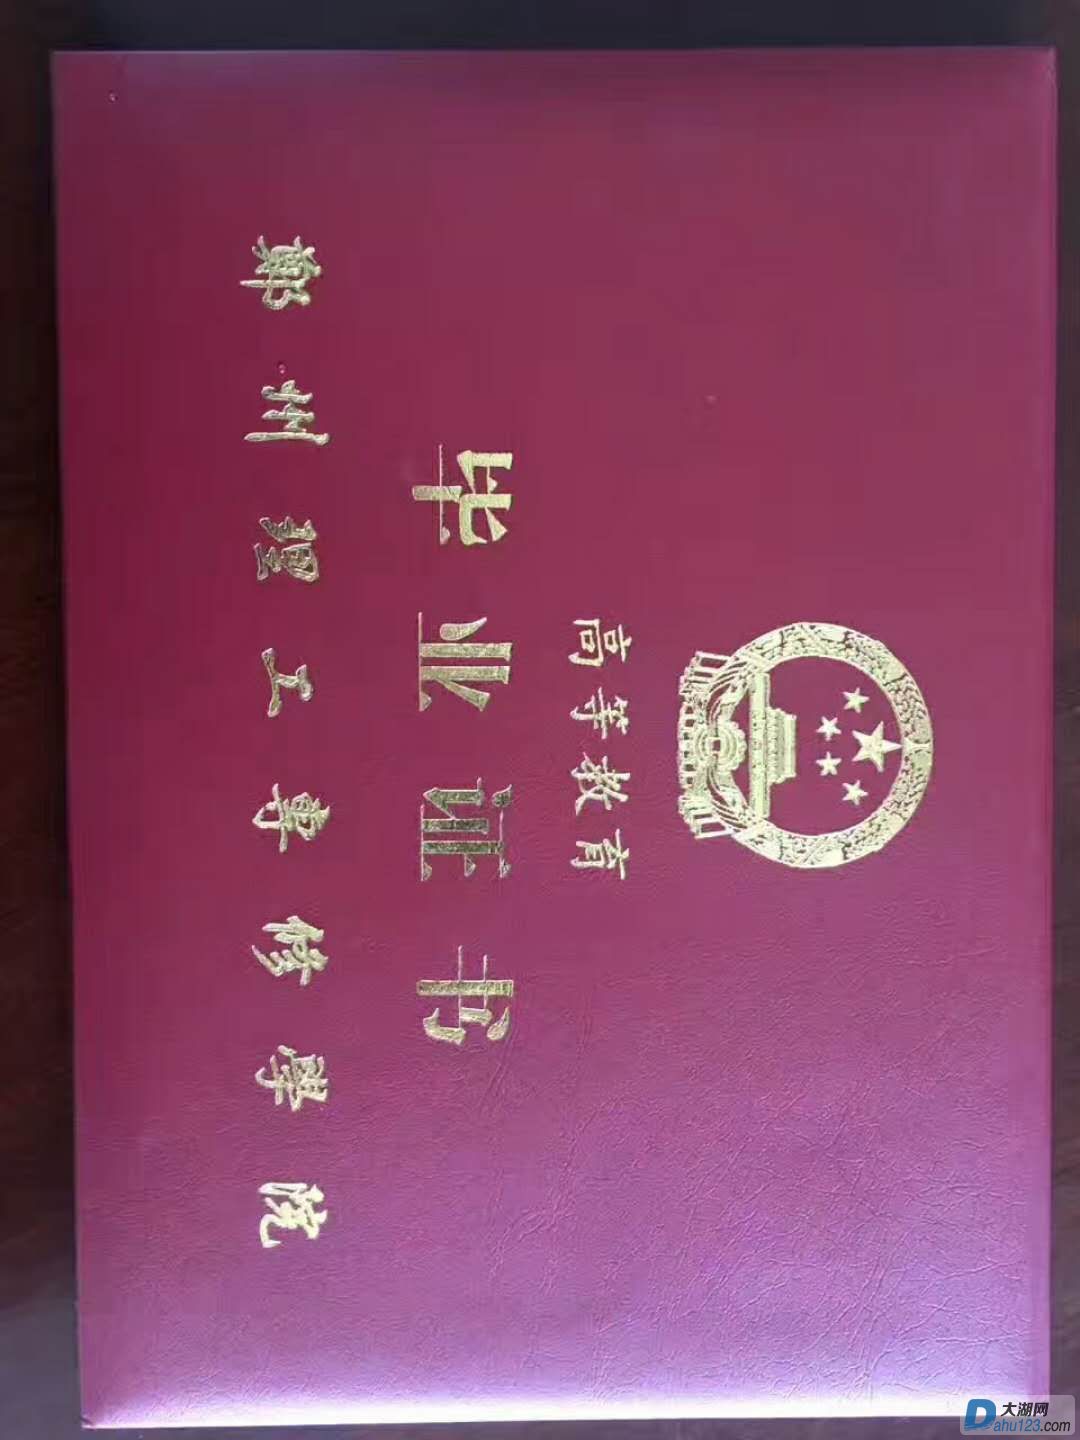 高等教育
毕业证书
鄭州理工專修學院
大湖网
Dahu123.com